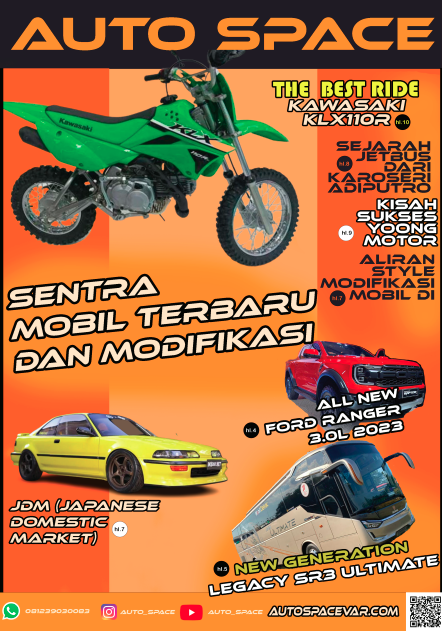 AUTO SPACE
THE BEST RIDE
KAWASAKI
KLX110R hl.10
SEJARAH
JETBUS
hl.8 DARI
KAROSERI
ADIPUTRO
KISAH
SUKSES
hl.9 YOONG
MOTOR
ALIRAN
STYLE
MODIFIKASI
hl.7 MOBIL DI
Kawasaki
KLX
SENTRA
MOBIL TERBARU
DAN MODIFIKASI
ALL NEW
hl.4 FORD RANGER
3.0L 2023
JDM (JAPANESE
DOMESTIC
MARKET) hl.7
ULTIMATE
hl.5 NEW GENERATION
LEGACY SR3 ULTIMATE
081239030083
AUTO_SPACE
AUTO_SPACE
AUTOSPACEVAR.COM